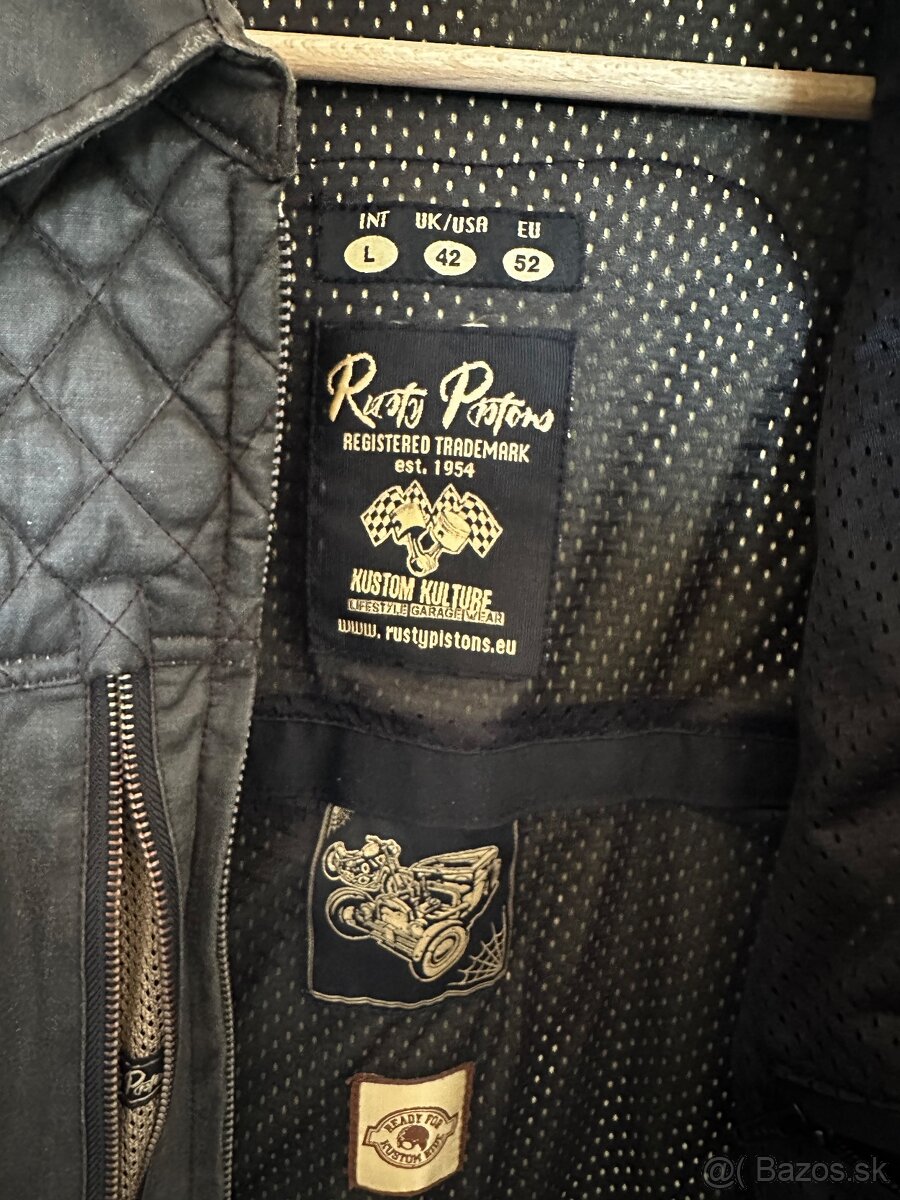 INT UK/USA EU
L 42 52
Rusty Pistons
REGISTERED TRADEMARK
est. 1954
KUSTOM KULTURE
LIFESTYLE GARAGE WEAR
www. rustypistons.eu
READY FOR
KUSTOM RIDE
@( Bazos.sk